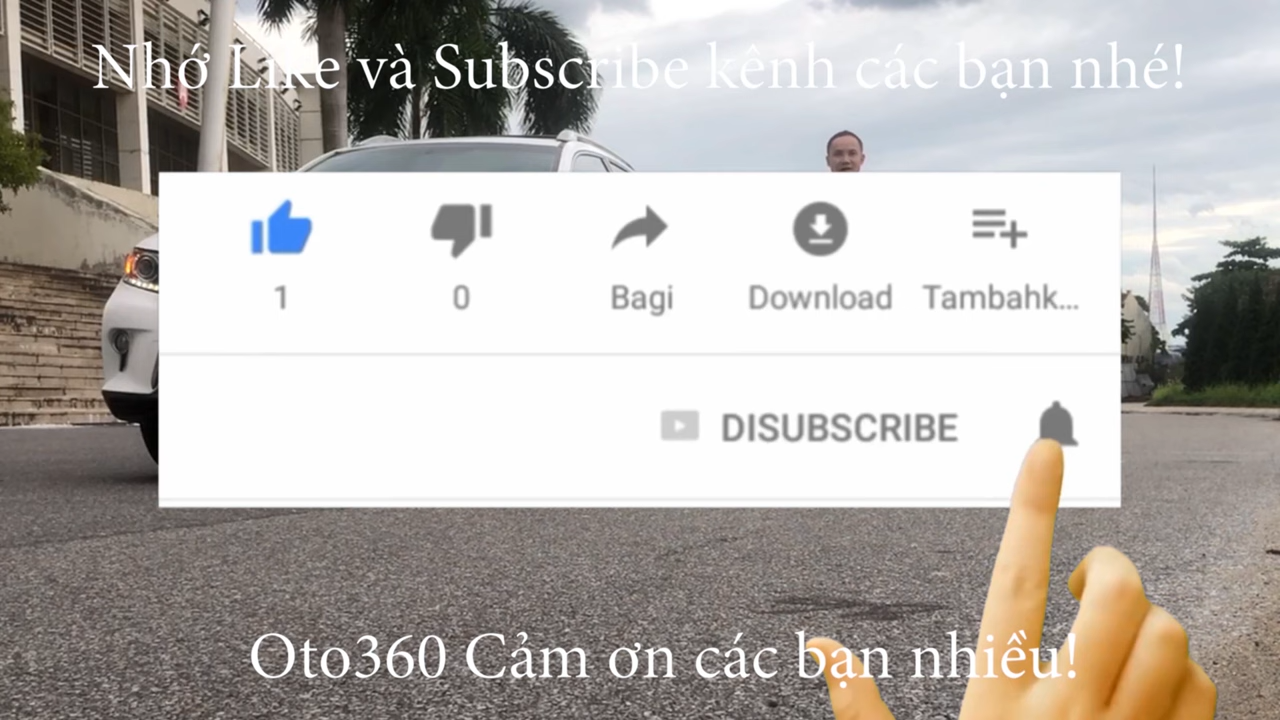 Nhớ Like và Subscribe kênh các bạn nhé!
1 0 Bagi Download Tambahk...
DISUBSCRIBE
Oto360 Cảm ơn các bạn nhiều!